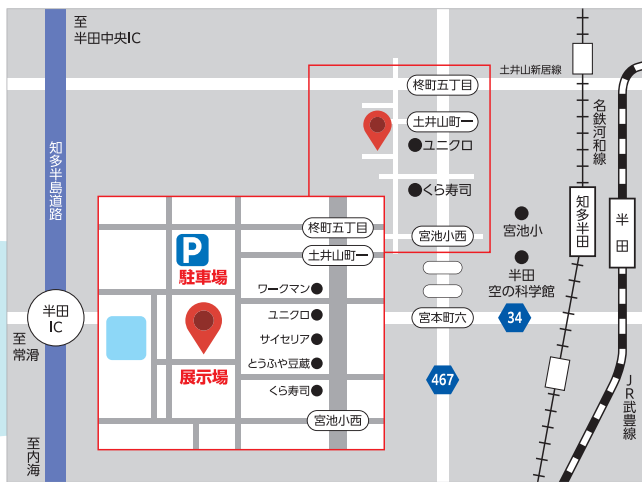 至
半田中央IC
土井山新居線
柊町五丁目
土井山町一
ユニクロ
くら寿司
宮池小西
名鉄河和線
知多半田
半田
宮池小
半田
空の科学館
宮本町六
34
467
JR武豊線
知多半島道路
半田
IC
至
常滑
至内海
柊町五丁目
P
駐車場
土井山町一
ワークマン
ユニクロ
サイゼリア
とうふや豆蔵
展示場
くら寿司
宮池小西